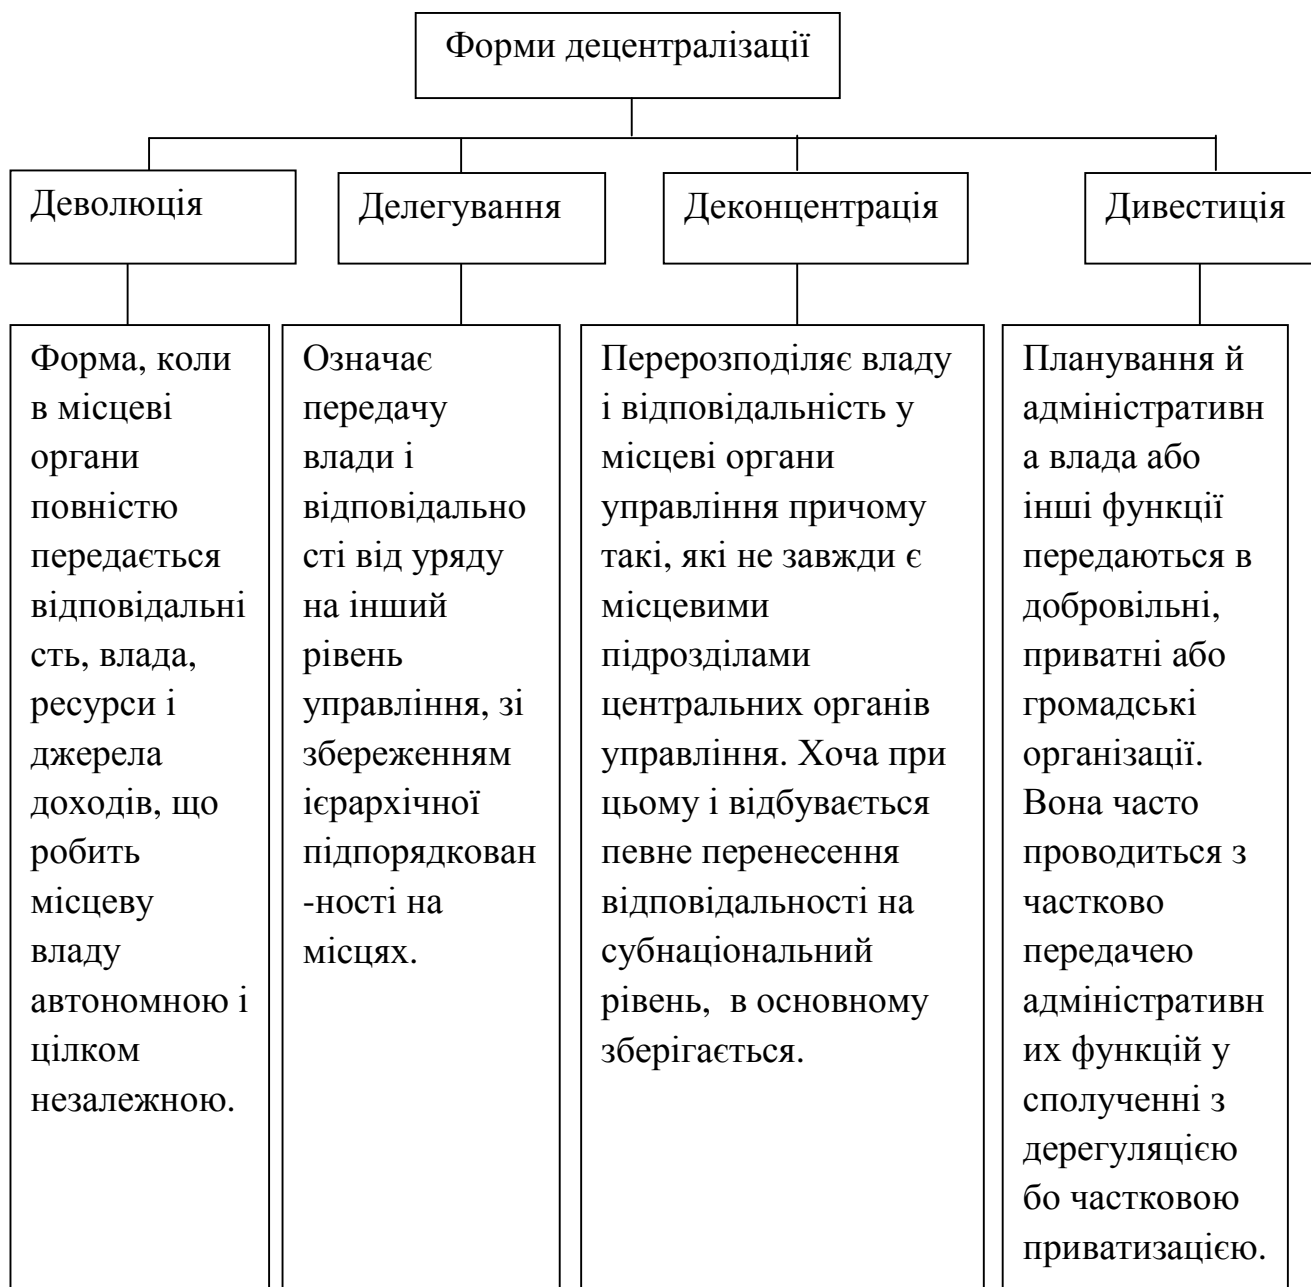 Форми децентралізації
Деволюція
Делегування
Деконцентрація
Дивестиція
Форма, коли
в місцеві
органи
повністю
передається
відповідальні
сть, влада,
ресурси і
джерела
доходів, що
робить
місцеву
владу
автономною і
цілком
незалежною.
Означає
передачу
влади і
відповідально
сті від уряду
на інший
рівень
управління, зі
збереженням
ієрархічної
підпорядкован
-ності на
місцях.
Перерозподіляє владу
і відповідальність у
місцеві органи
управління причому
такі, які не завжди є
місцевими
підрозділами
центральних органів
управління. Хоча при
цьому і відбувається
певне перенесення
відповідальності на
субнаціональний
рівень,  в основному
зберігається.
Планування й
адміністративн
а влада або
інші функції
передаються в
добровільні,
приватні або
громадські
організації.
Вона часто
проводиться з
частково
передачею
адміністративн
их функцій у
сполученні з
дерегуляцією
бо частковою
приватизацією.